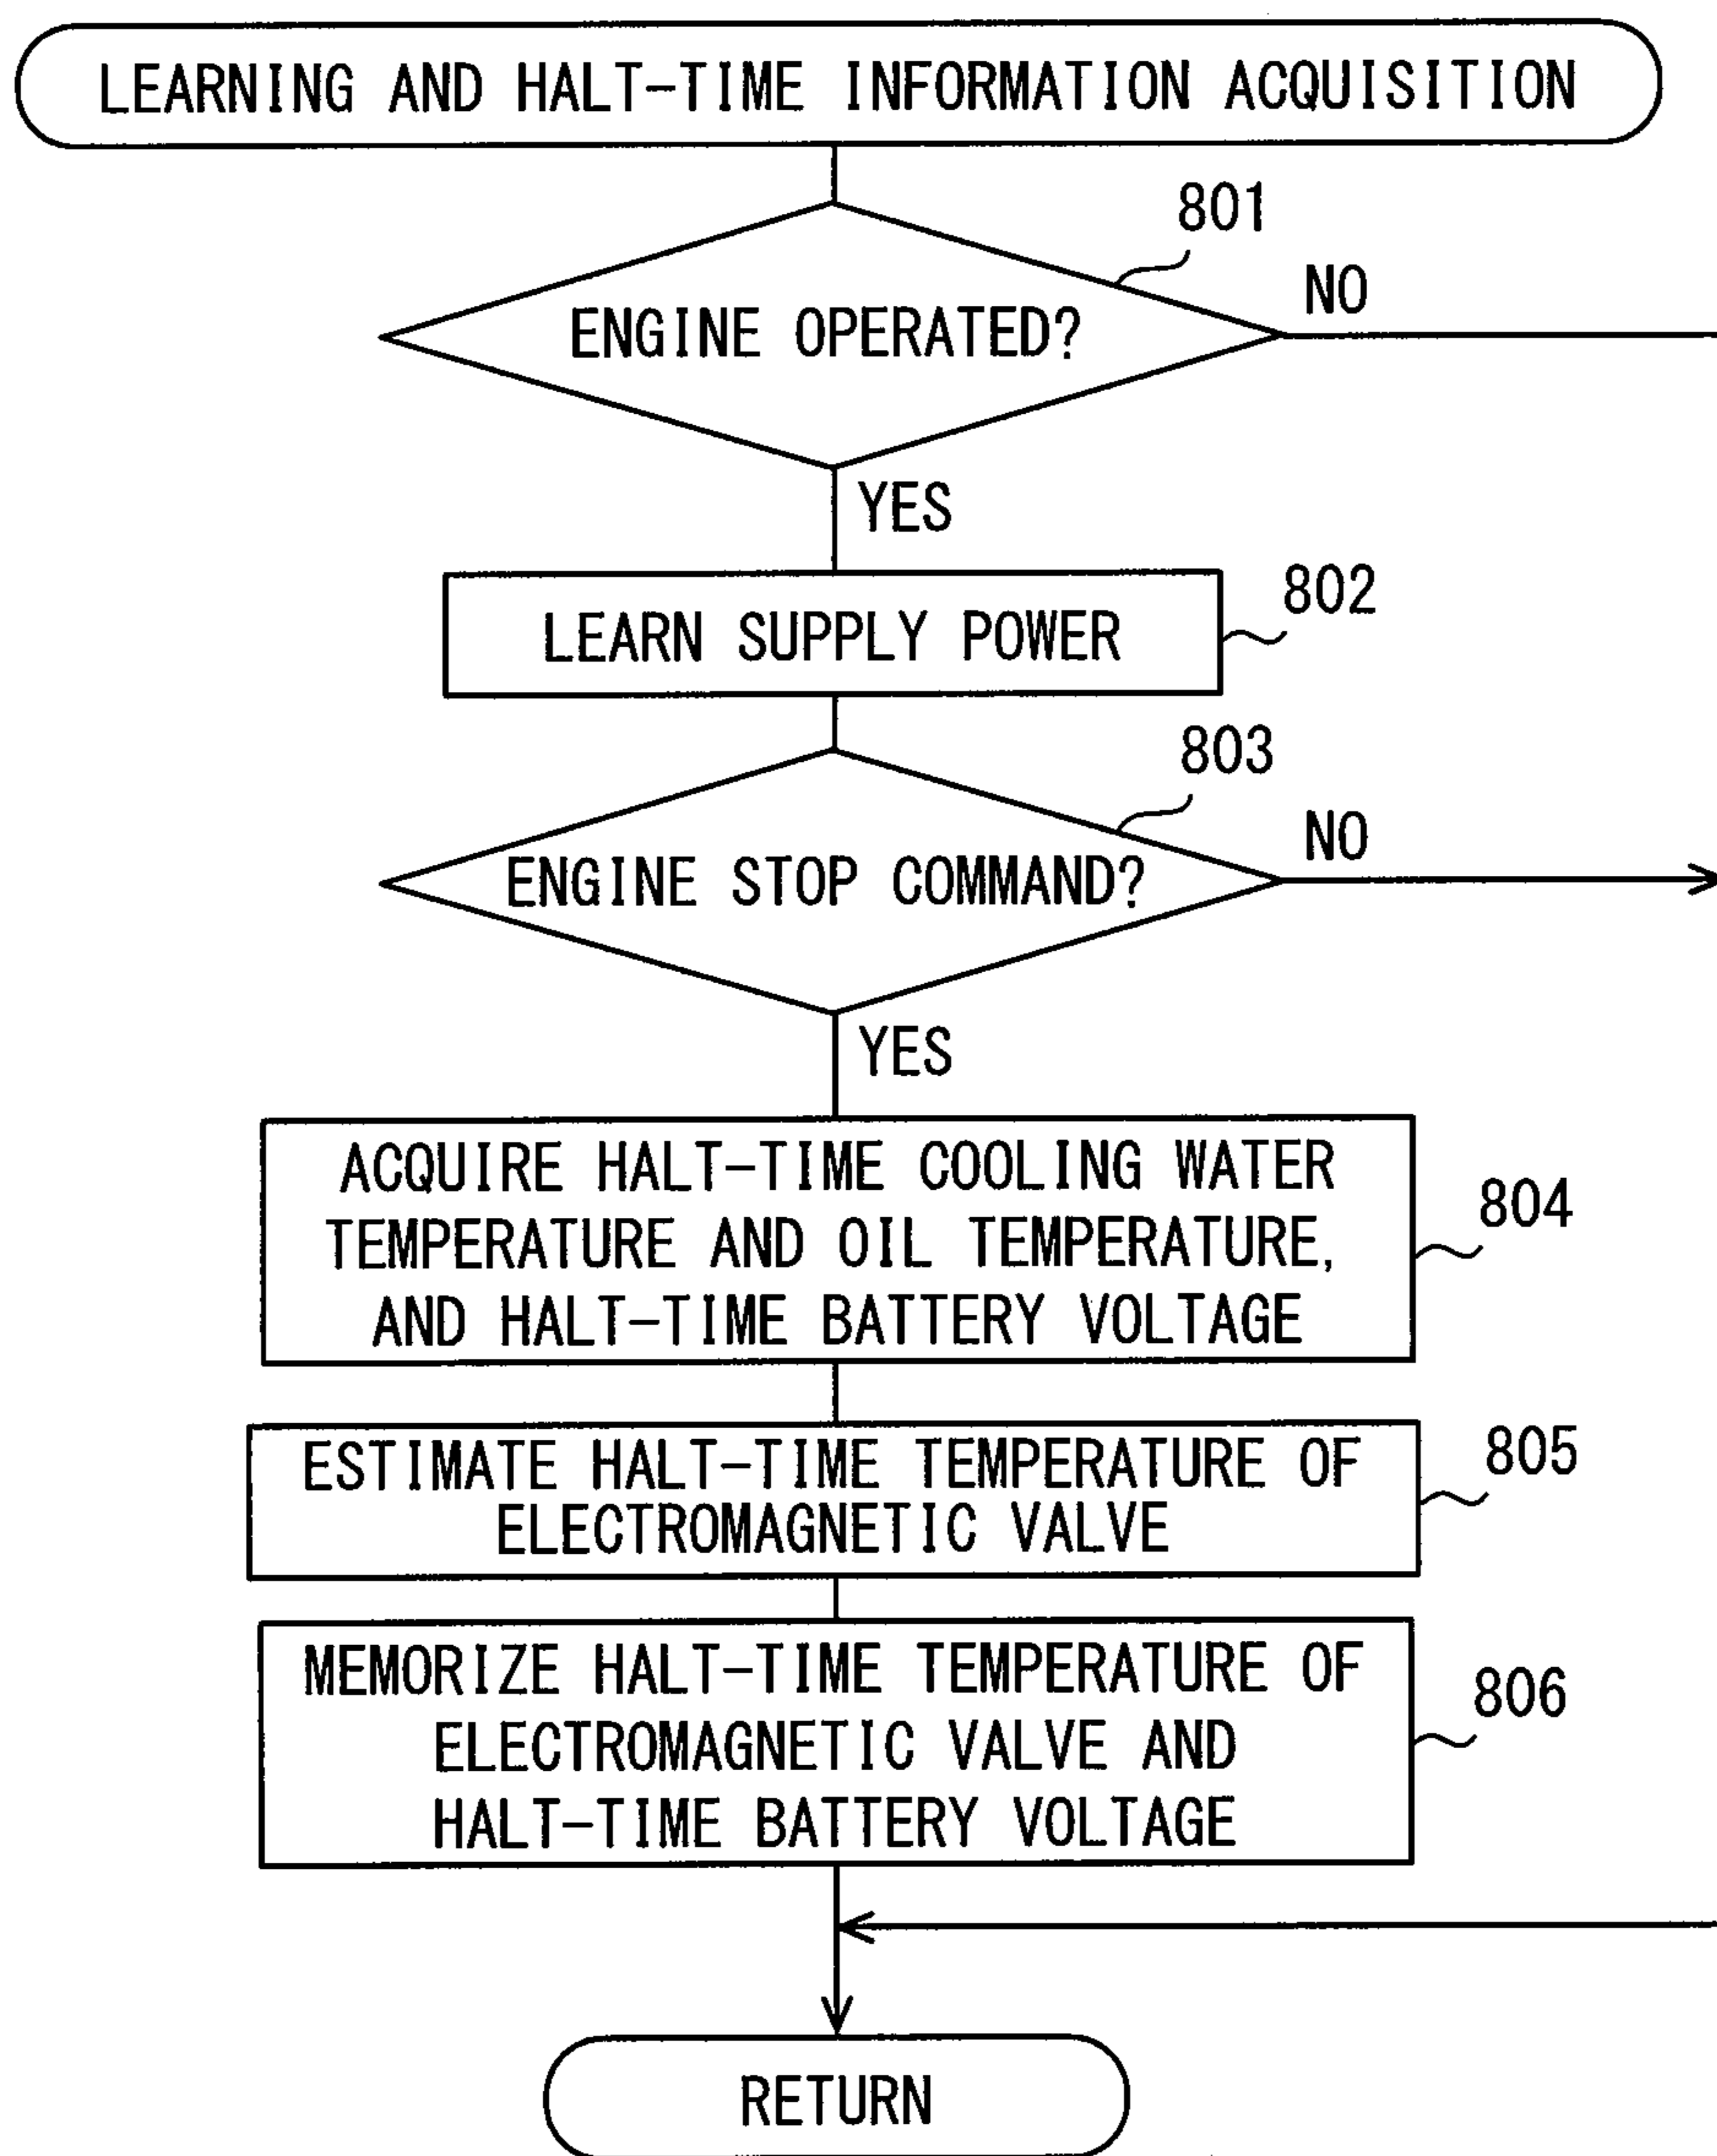 LEARNING AND HALT-TIME INFORMATION ACQUISITION
801
ENGINE OPERATED?
NO
YES
LEARN SUPPLY POWER
802
803
ENGINE STOP COMMAND?
NO
YES
ACQUIRE HALT-TIME COOLING WATER
TEMPERATURE AND OIL TEMPERATURE,
AND HALT-TIME BATTERY VOLTAGE
804
ESTIMATE HALT-TIME TEMPERATURE OF
ELECTROMAGNETIC VALVE
805
MEMORIZE HALT-TIME TEMPERATURE OF
ELECTROMAGNETIC VALVE AND
HALT-TIME BATTERY VOLTAGE
806
RETURN